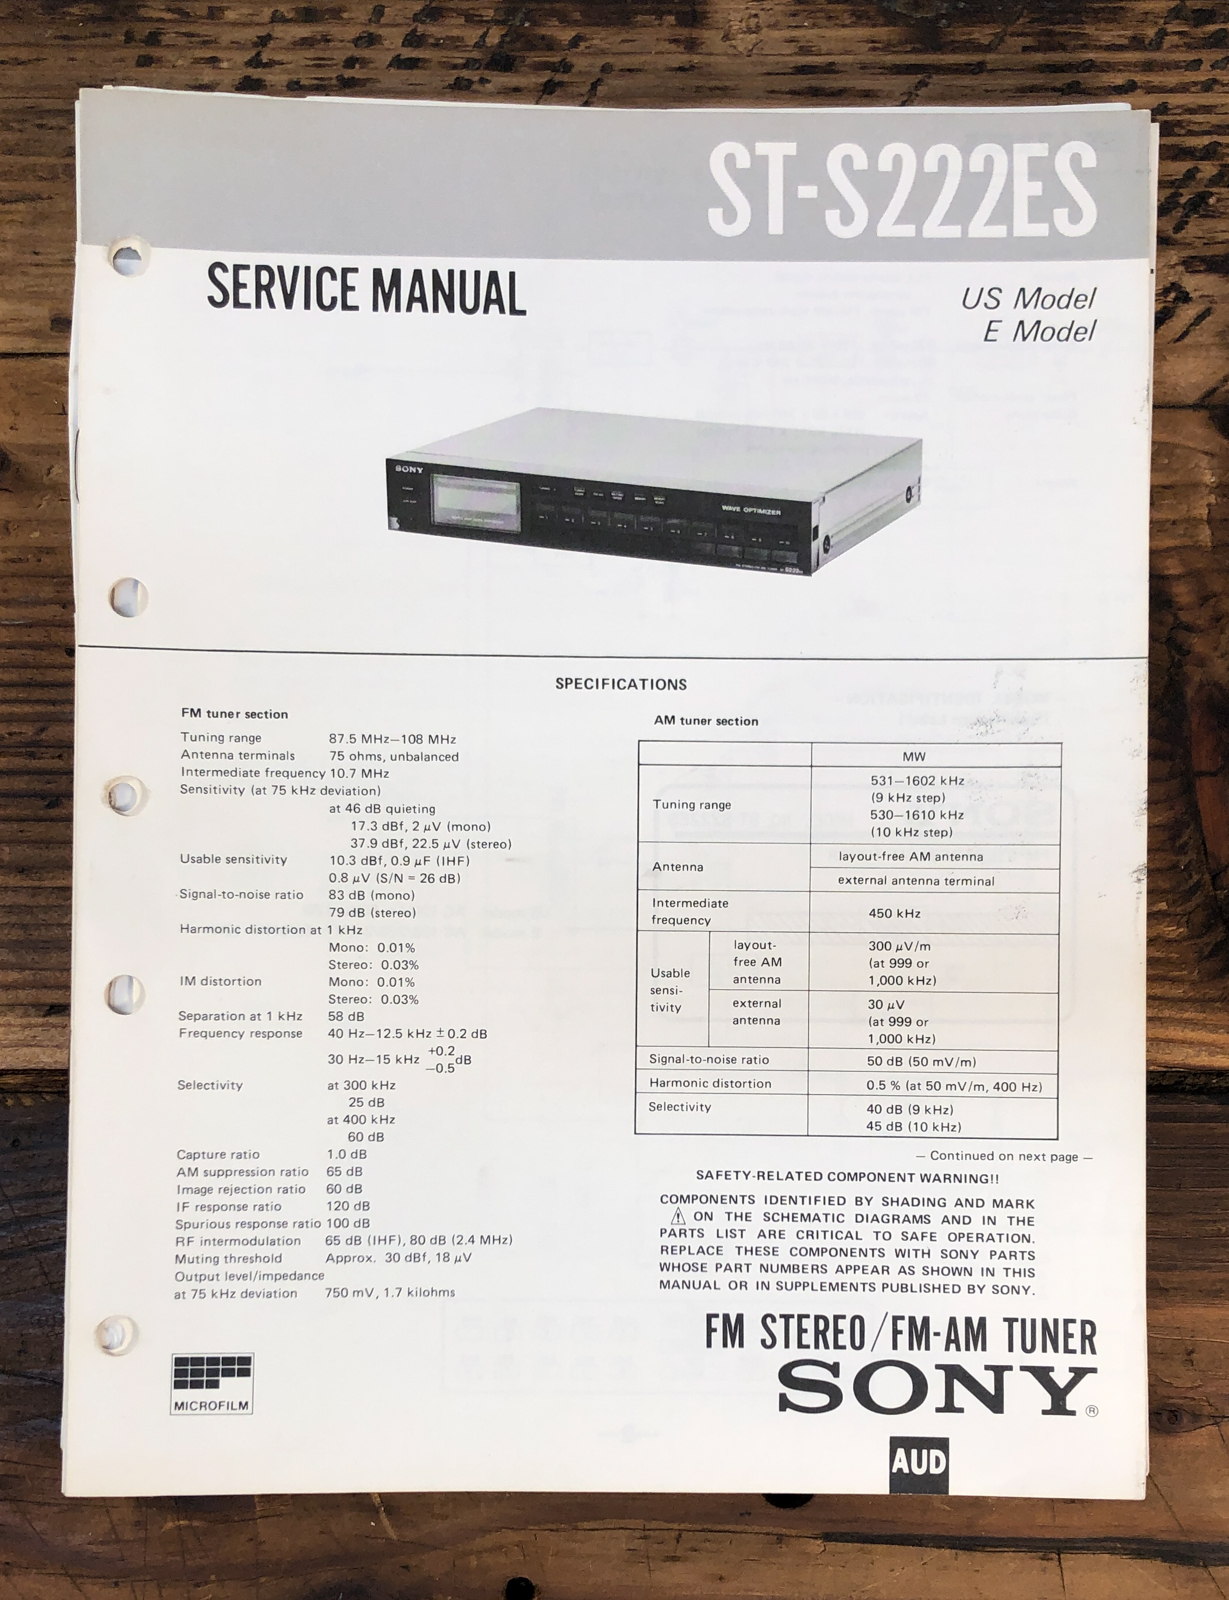 ST-S222ES
SERVICE MANUAL
US Model
E Model
SONY
WAVE OPTIMIZER
SPECIFICATIONS
FM tuner section
Tuning range 87.5 MHz—108 MHz
Antenna terminals 75 ohms, unbalanced
Intermediate frequency 10.7 MHz
Sensitivity (at 75 kHz deviation)
at 46 dB quieting
17.3 dBf, 2 µV (mono)
37.9 dBf, 22.5 µV (stereo)
Usable sensitivity 10.3 dBf, 0.9 µF (IHF)
0.8 µV (S/N = 26 dB)
Signal-to-noise ratio 83 dB (mono)
79 dB (stereo)
Harmonic distortion at 1 kHz
Mono: 0.01%
Stereo: 0.03%
IM distortion Mono: 0.01%
Stereo: 0.03%
Separation at 1 kHz 58 dB
Frequency response 40 Hz—12.5 kHz ±0.2 dB
30 Hz—15 kHz +0.2 −0.5 dB
Selectivity at 300 kHz
25 dB
at 400 kHz
60 dB
Capture ratio 1.0 dB
AM suppression ratio 65 dB
Image rejection ratio 60 dB
IF response ratio 120 dB
Spurious response ratio 100 dB
RF intermodulation 65 dB (IHF), 80 dB (2.4 MHz)
Muting threshold Approx. 30 dBf, 18 µV
Output level/impedance
at 75 kHz deviation 750 mV, 1.7 kilohms
MICROFILM
AM tuner section
MW
Tuning range
531—1602 kHz
(9 kHz step)
530—1610 kHz
(10 kHz step)
Antenna
layout-free AM antenna
external antenna terminal
Intermediate
frequency
450 kHz
Usable
sensi-
tivity
layout-
free AM
antenna
300 µV/m
(at 999 or
1,000 kHz)
external
antenna
30 µV
(at 999 or
1,000 kHz)
Signal-to-noise ratio 50 dB (50 mV/m)
Harmonic distortion 0.5 % (at 50 mV/m, 400 Hz)
Selectivity 40 dB (9 kHz)
45 dB (10 kHz)
— Continued on next page —
SAFETY-RELATED COMPONENT WARNING!!
COMPONENTS IDENTIFIED BY SHADING AND MARK
⚠ ON THE SCHEMATIC DIAGRAMS AND IN THE
PARTS LIST ARE CRITICAL TO SAFE OPERATION.
REPLACE THESE COMPONENTS WITH SONY PARTS
WHOSE PART NUMBERS APPEAR AS SHOWN IN THIS
MANUAL OR IN SUPPLEMENTS PUBLISHED BY SONY.
FM STEREO/FM-AM TUNER
SONY®
AUD